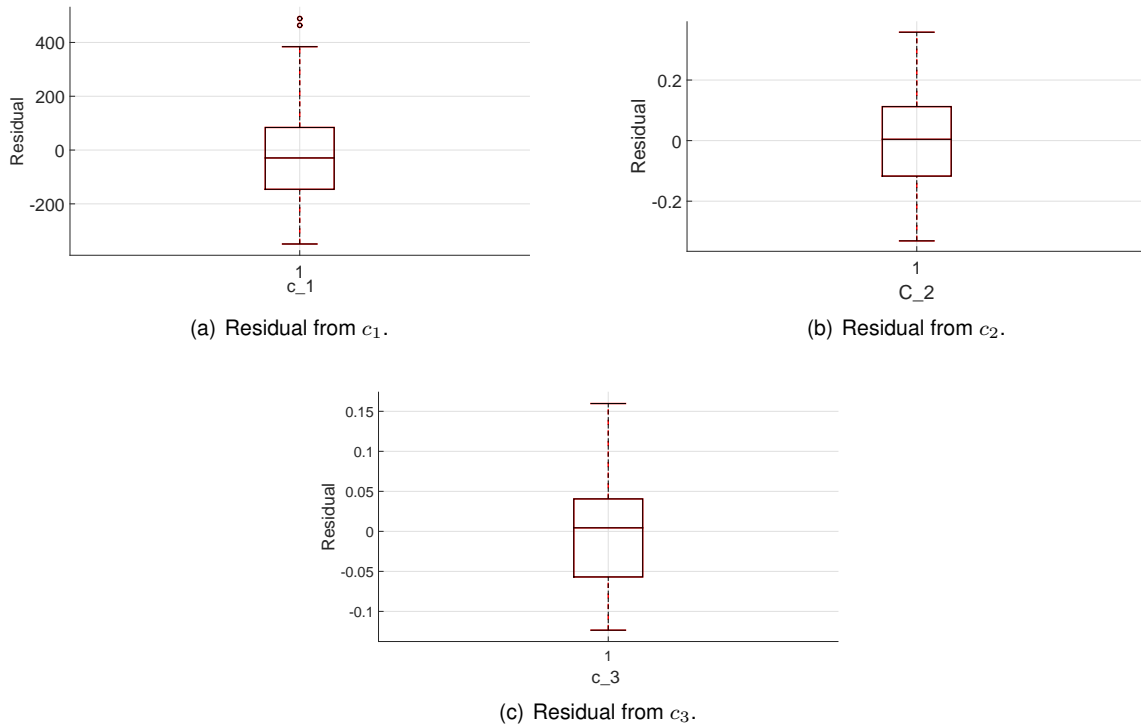 400
200
0
-200
Residual
1
c_1
(a) Residual from c₁.
0.2
0
-0.2
Residual
1
C_2
(b) Residual from c₂.
0.15
0.1
0.05
0
-0.05
-0.1
Residual
1
c_3
(c) Residual from c₃.